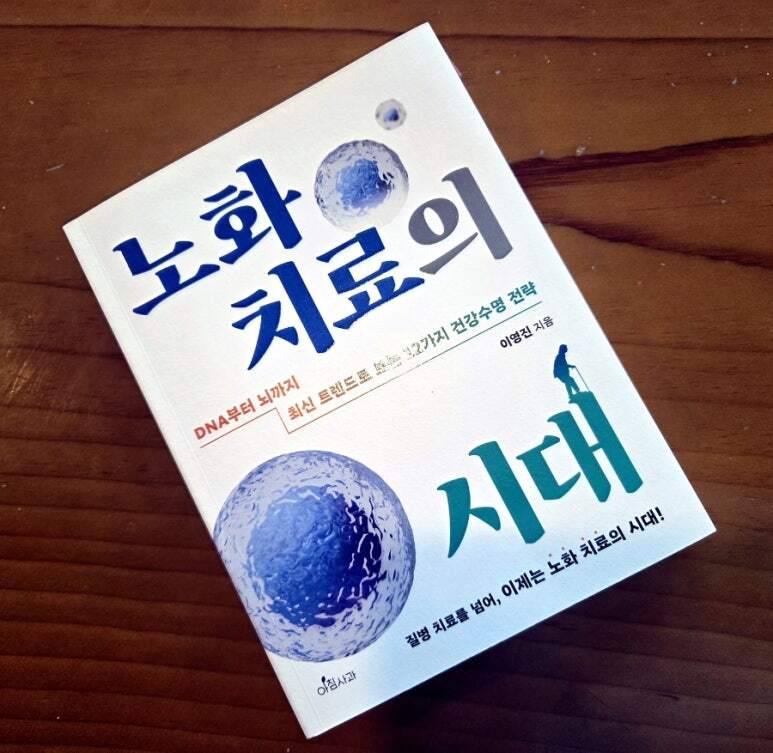 노화
치료의
DNA부터 뇌까지
최신 트렌드로 보는 12가지 건강수명 전략
이영진 지음
시대
질병 치료를 넘어, 이제는 노화 치료의 시대!
아침사과